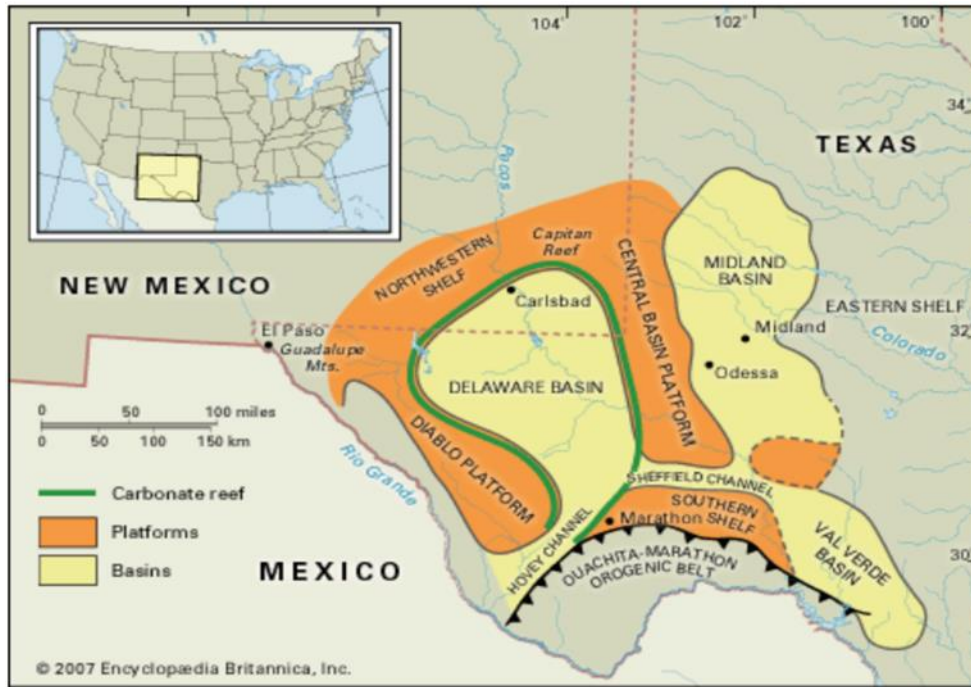 104°
102°
100°
34°
TEXAS
Pecos
NEW MEXICO
NORTHWESTERN
SHELF
Capitan
Reef
CENTRAL BASIN PLATFORM
MIDLAND
BASIN
Carlsbad
EASTERN SHELF
El Paso
Guadalupe
Mts.
Midland
Colorado
32°
Odessa
DELAWARE BASIN
0 50 100 miles
0 50 100 150 km
DIABLO PLATFORM
Rio Grande
SHEFFIELD CHANNEL
Carbonate reef
SOUTHERN
SHELF
Marathon
Platforms
HOVEY CHANNEL
VAL VERDE
BASIN
30°
Basins
MEXICO
OUACHITA-MARATHON
OROGENIC BELT
© 2007 Encyclopædia Britannica, Inc.